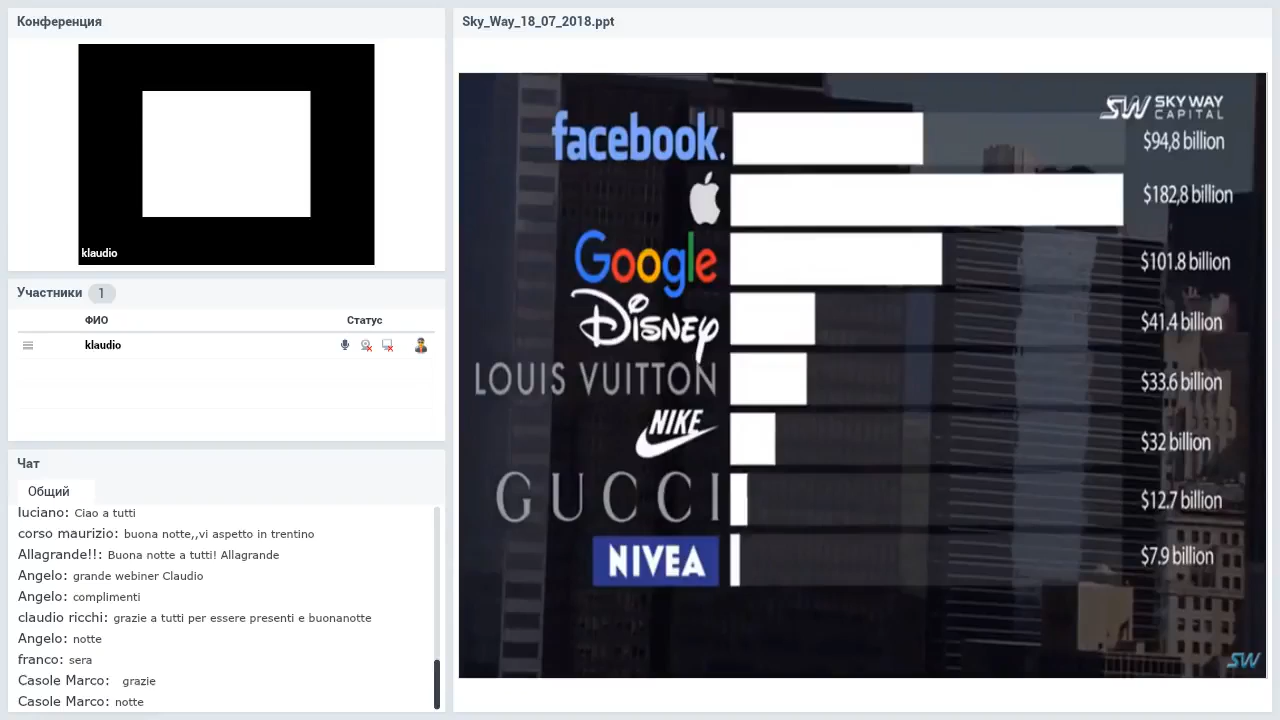 Конференция
klaudio
Участники 1
ФИО Статус
klaudio
Чат
Общий
luciano: Ciao a tutti
corso maurizio: buona notte,,vi aspetto in trentino
Allagrande!!: Buona notte a tutti! Allagrande
Angelo: grande webiner Claudio
Angelo: complimenti
claudio ricchi: grazie a tutti per essere presenti e buonanotte
Angelo: notte
franco: sera
Casole Marco: grazie
Casole Marco: notte
Sky_Way_18_07_2018.ppt
SW SKY WAY
CAPITAL
facebook. $94,8 billion
$182,8 billion
Google $101.8 billion
DISNEY $41.4 billion
LOUIS VUITTON $33.6 billion
NIKE $32 billion
GUCCI $12.7 billion
NIVEA $7.9 billion
SW